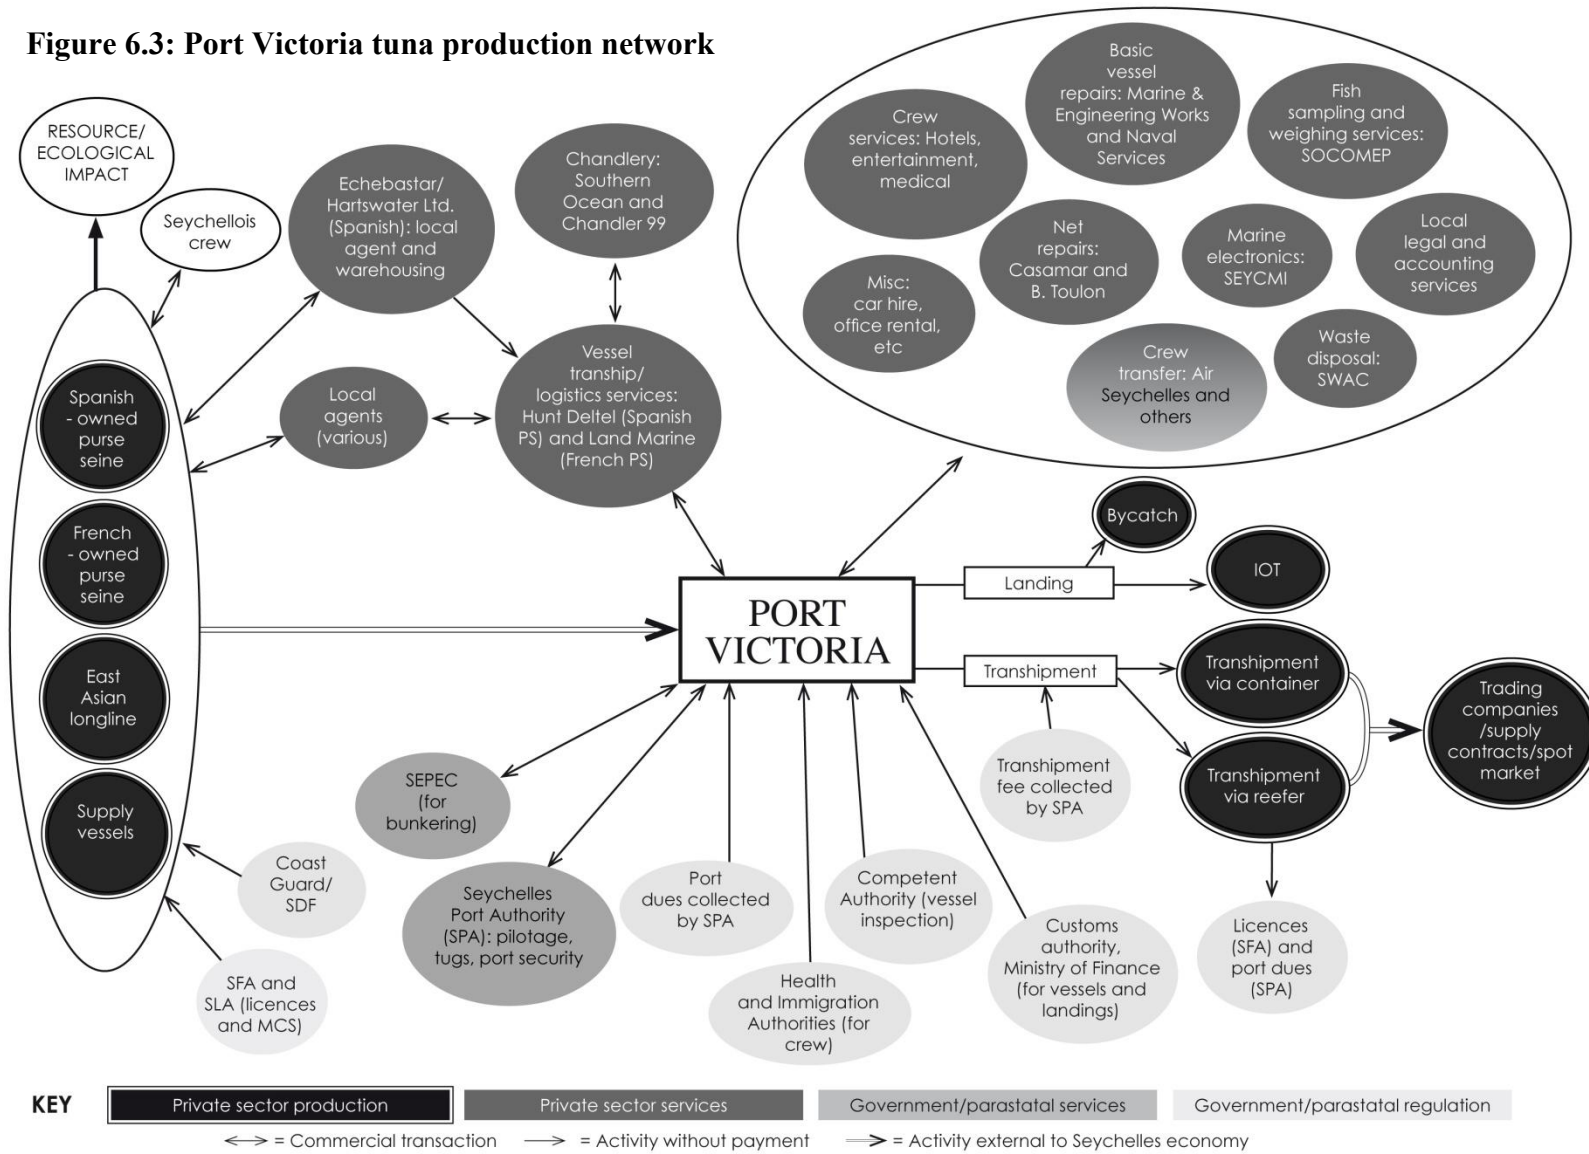 Figure 6.3: Port Victoria tuna production network
RESOURCE/
ECOLOGICAL
IMPACT
Seychellois
crew
Echebastar/
Hartswater Ltd.
(Spanish): local
agent and
warehousing
Chandlery:
Southern
Ocean and
Chandler 99
Local
agents
(various)
Vessel
tranship/
logistics services:
Hunt Deltel (Spanish
PS) and Land Marine
(French PS)
Crew
services: Hotels,
entertainment,
medical
Basic
vessel
repairs: Marine &
Engineering Works
and Naval
Services
Fish
sampling and
weighing services:
SOCOMEP
Misc:
car hire,
office rental,
etc
Net
repairs:
Casamar and
B. Toulon
Marine
electronics:
SEYCMI
Local
legal and
accounting
services
Crew
transfer: Air
Seychelles and
others
Waste
disposal:
SWAC
Spanish
- owned
purse
seine
French
- owned
purse
seine
East
Asian
longline
Supply
vessels
PORT
VICTORIA
Landing
Bycatch
IOT
Transhipment
Transhipment
via container
Transhipment
via reefer
Trading
companies
/supply
contracts/spot
market
Transhipment
fee collected
by SPA
SEPEC
(for
bunkering)
Seychelles
Port Authority
(SPA): pilotage,
tugs, port security
Port
dues collected
by SPA
Health
and Immigration
Authorities (for
crew)
Competent
Authority (vessel
inspection)
Customs
authority,
Ministry of Finance
(for vessels and
landings)
Licences
(SFA) and
port dues
(SPA)
Coast
Guard/
SDF
SFA and
SLA (licences
and MCS)
KEY
Private sector production
Private sector services
Government/parastatal services
Government/parastatal regulation
= Commercial transaction
= Activity without payment
= Activity external to Seychelles economy